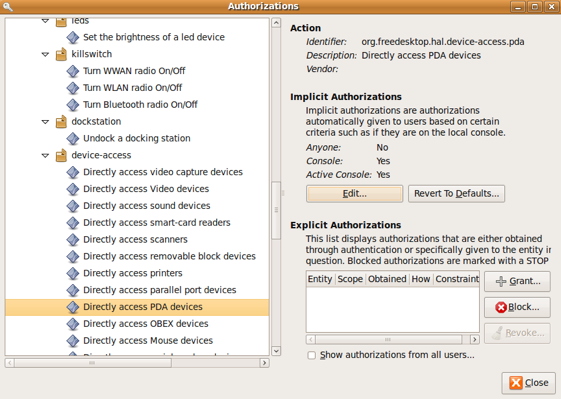 Authorizations
leds
Set the brightness of a led device
killswitch
Turn WWAN radio On/Off
Turn WLAN radio On/Off
Turn Bluetooth radio On/Off
dockstation
Undock a docking station
device-access
Directly access video capture devices
Directly access Video devices
Directly access sound devices
Directly access smart-card readers
Directly access scanners
Directly access removable block devices
Directly access printers
Directly access parallel port devices
Directly access PDA devices
Directly access OBEX devices
Directly access Mouse devices
Action
Identifier: org.freedesktop.hal.device-access.pda
Description: Directly access PDA devices
Vendor:
Implicit Authorizations
Implicit authorizations are authorizations
automatically given to users based on certain
criteria such as if they are on the local console.
Anyone: No
Console: Yes
Active Console: Yes
Edit... Revert To Defaults...
Explicit Authorizations
This list displays authorizations that are either obtained
through authentication or specifically given to the entity in
question. Blocked authorizations are marked with a STOP
Entity Scope Obtained How Constraint
Grant...
Block...
Revoke...
Show authorizations from all users...
Close